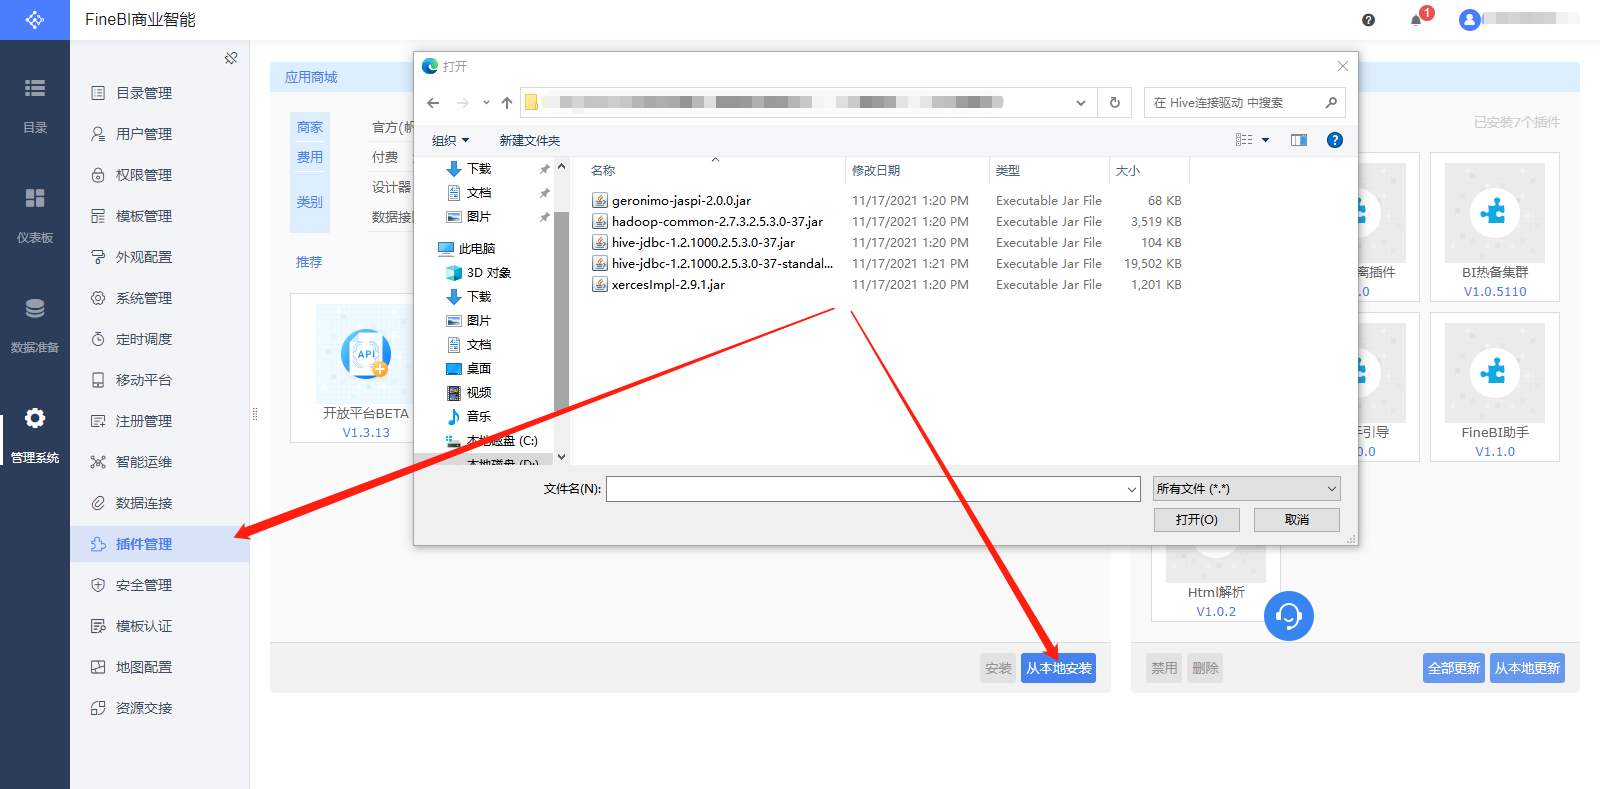 FineBI商业智能
1
目录
仪表板
数据准备
管理系统
目录管理
用户管理
权限管理
模板管理
外观配置
系统管理
定时调度
移动平台
注册管理
智能运维
数据连接
插件管理
安全管理
模板认证
地图配置
资源交接
应用商城
商家
官方(帆
费用
付费
类别
设计器
数据接
推荐
API
开放平台BETA
V1.3.13
打开
在 Hive连接驱动 中搜索
组织
新建文件夹
下载
文档
图片
此电脑
3D 对象
下载
图片
文档
桌面
视频
音乐
本地磁盘 (C:)
本地磁盘 (D:)
名称 修改日期 类型 大小
geronimo-jaspi-2.0.0.jar 11/17/2021 1:20 PM Executable Jar File 68 KB
hadoop-common-2.7.3.2.5.3.0-37.jar 11/17/2021 1:20 PM Executable Jar File 3,519 KB
hive-jdbc-1.2.1000.2.5.3.0-37.jar 11/17/2021 1:20 PM Executable Jar File 104 KB
hive-jdbc-1.2.1000.2.5.3.0-37-standal... 11/17/2021 1:21 PM Executable Jar File 19,502 KB
xercesImpl-2.9.1.jar 11/17/2021 1:20 PM Executable Jar File 1,201 KB
文件名(N):
所有文件 (*.*)
打开(O)
取消
已安装7个插件
离插件
.0
BI热备集群
V1.0.5110
引导
0.0
FineBI助手
V1.1.0
Html解析
V1.0.2
安装
从本地安装
禁用
删除
全部更新
从本地更新